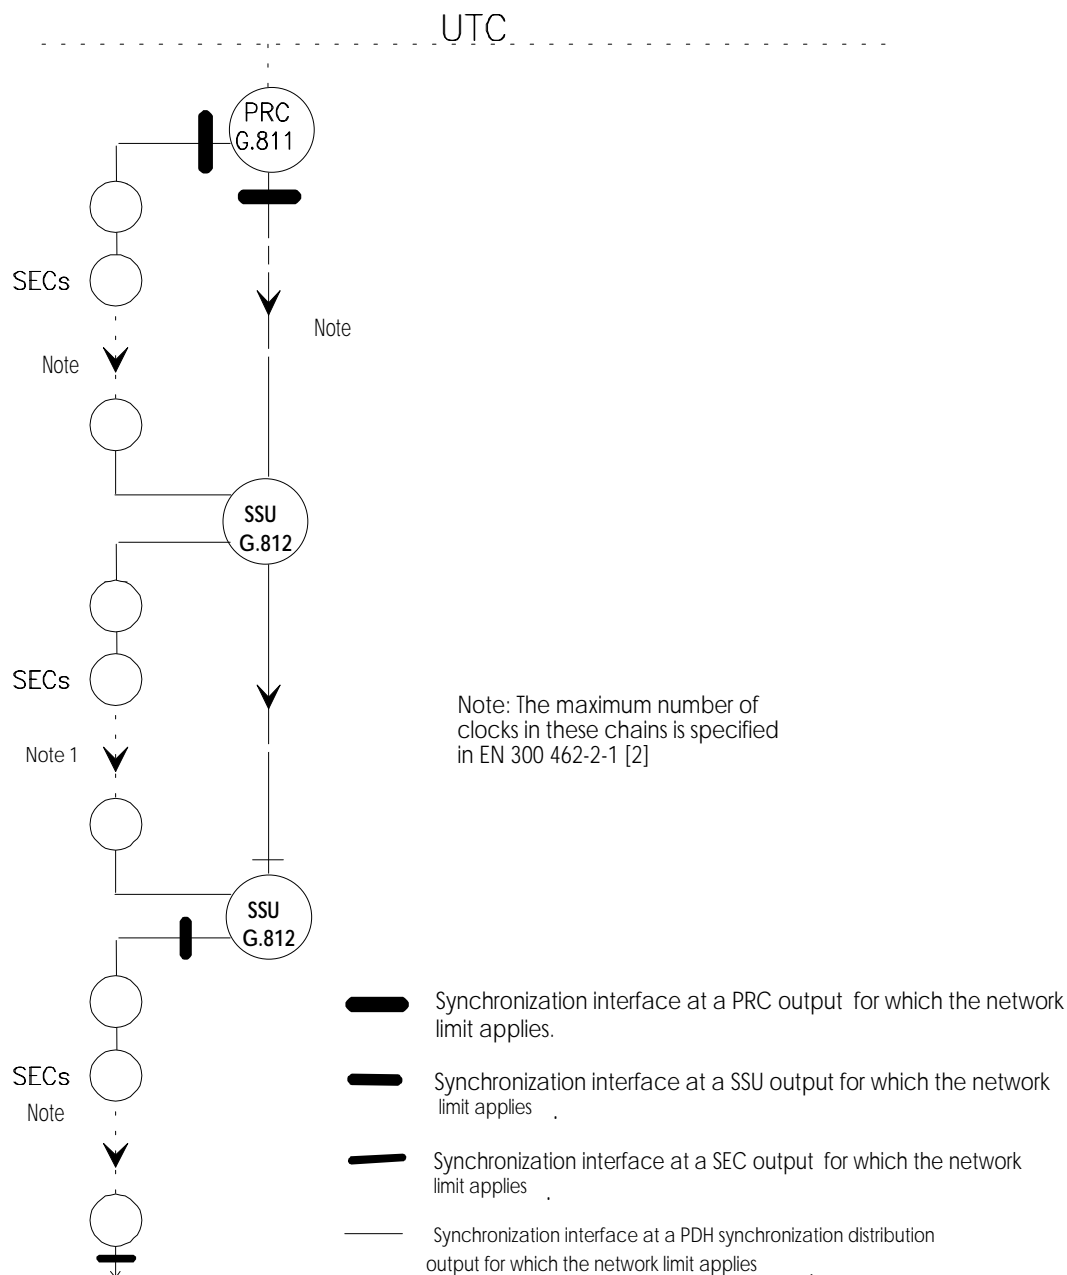 UTC
PRC
G.811
SECs
Note
Note
SSU
G.812
SECs
Note: The maximum number of
clocks in these chains is specified
in EN 300 462-2-1 [2]
Note 1
SSU
G.812
Synchronization interface at a PRC output for which the network
limit applies.
SECs
Synchronization interface at a SSU output for which the network
limit applies .
Note
Synchronization interface at a SEC output for which the network
limit applies .
Synchronization interface at a PDH synchronization distribution
output for which the network limit applies .